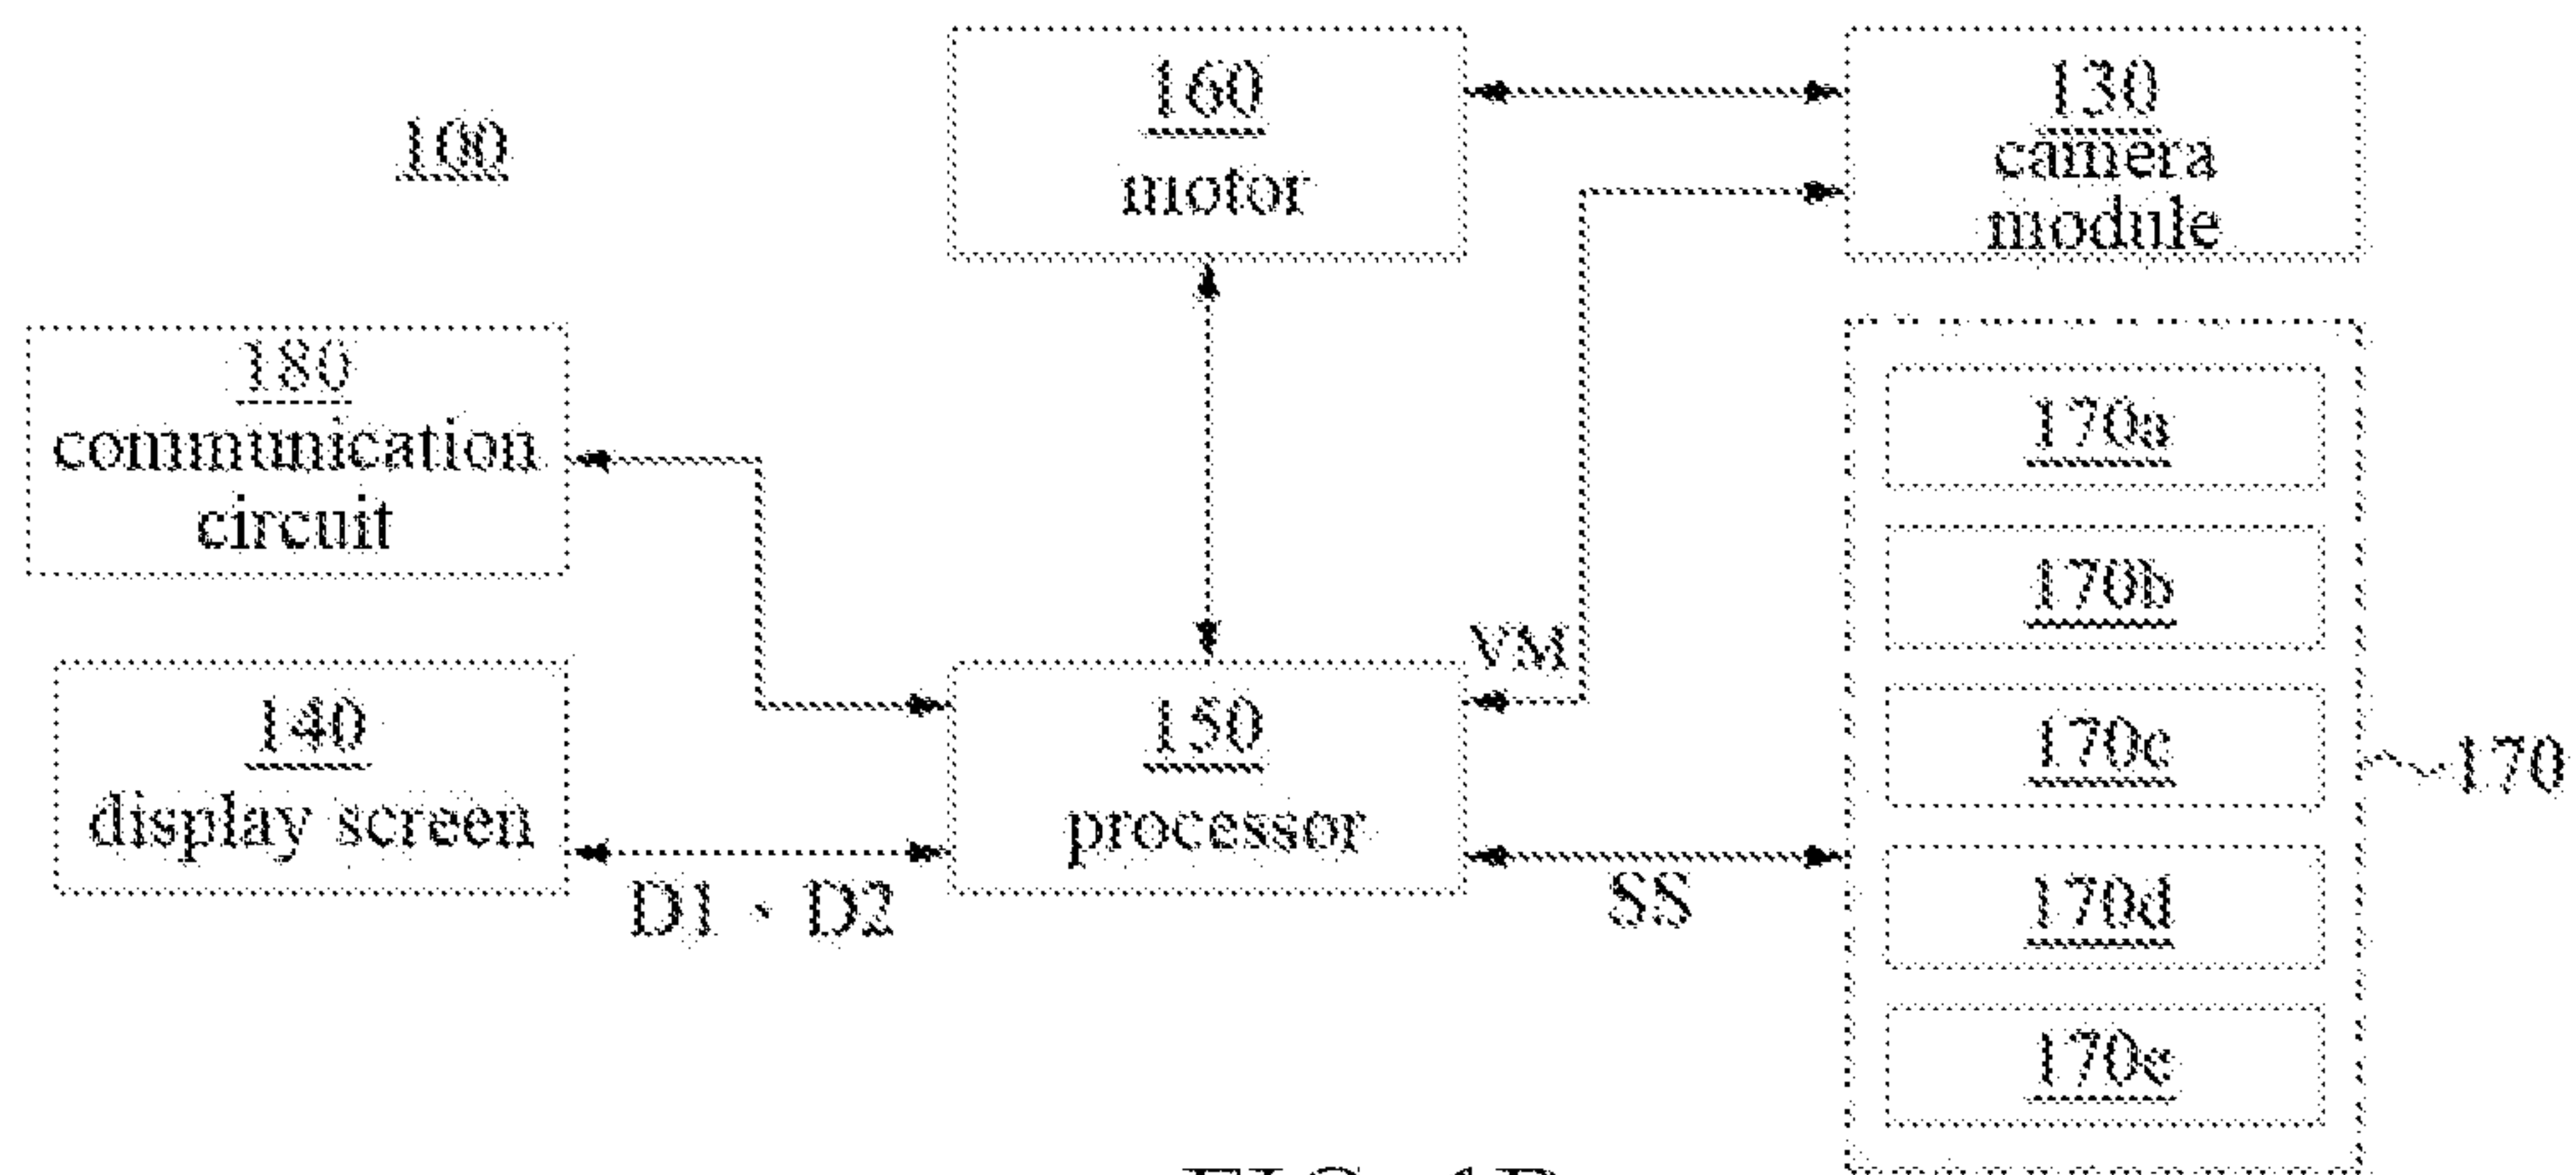 100
160
motor
130
camera
module
180
communication
circuit
140
display screen
150
processor
VM
D1、D2
SS
170a
170b
170c
170d
170e
170